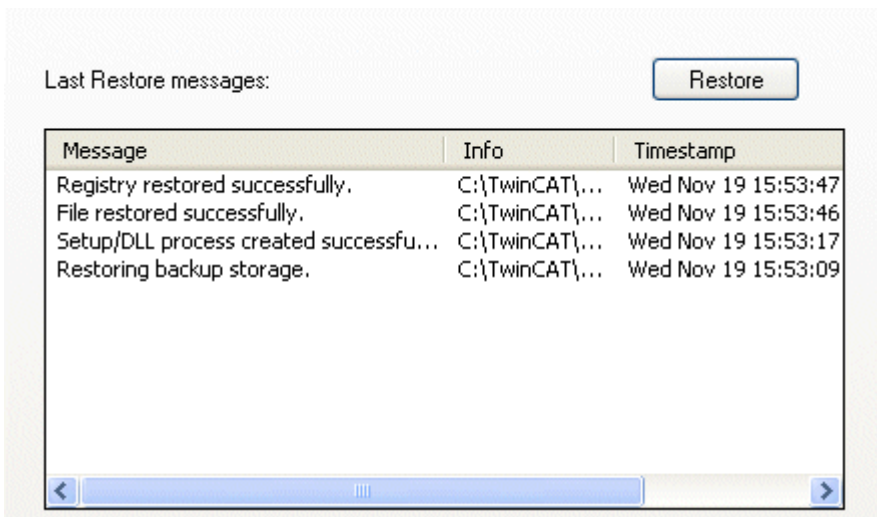 Last Restore messages:
Restore
Message Info Timestamp
Registry restored successfully. C:\TwinCAT\... Wed Nov 19 15:53:47
File restored successfully. C:\TwinCAT\... Wed Nov 19 15:53:46
Setup/DLL process created successfu... C:\TwinCAT\... Wed Nov 19 15:53:17
Restoring backup storage. C:\TwinCAT\... Wed Nov 19 15:53:09